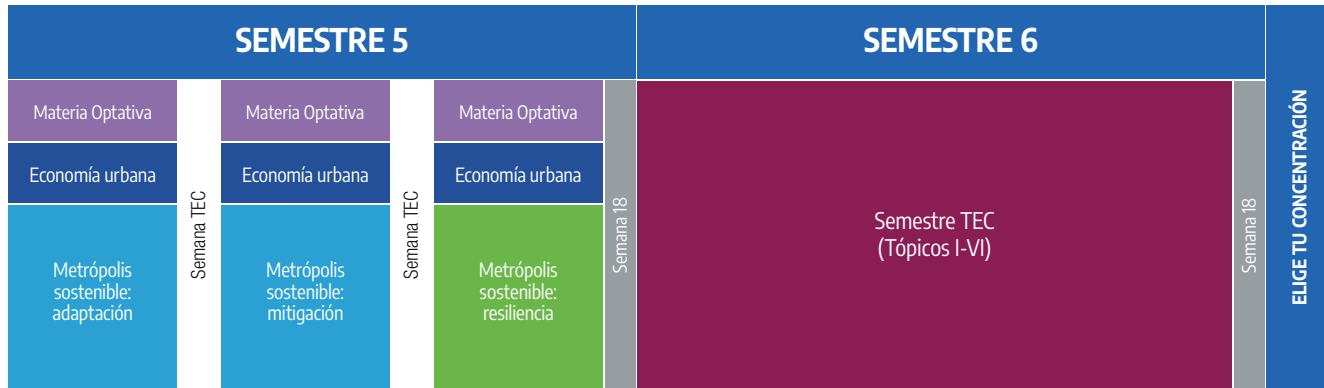 SEMESTRE 5
SEMESTRE 6
Materia Optativa
Economía urbana
Metrópolis
sostenible:
adaptación
Semana TEC
Materia Optativa
Economía urbana
Metrópolis
sostenible:
mitigación
Semana TEC
Materia Optativa
Economía urbana
Metrópolis
sostenible:
resiliencia
Semana 18
Semestre TEC
(Tópicos I-VI)
Semana 18
ELIGE TU CONCENTRACIÓN